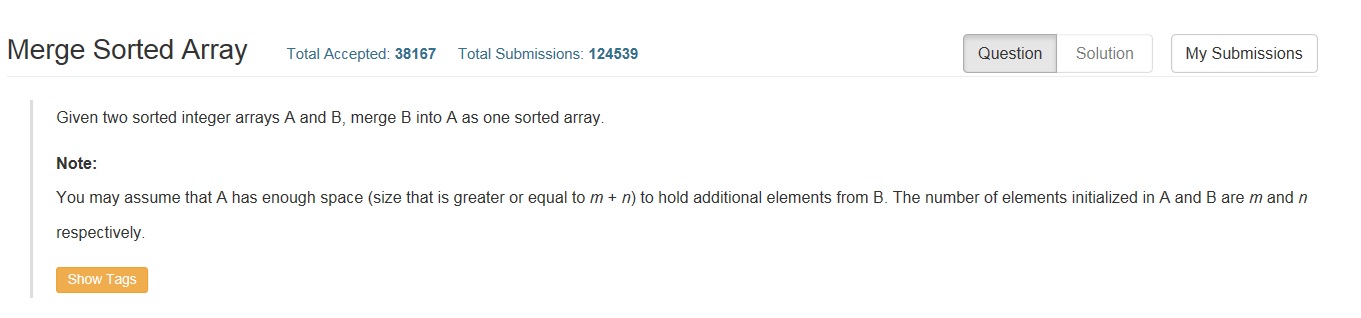 Merge Sorted Array Total Accepted: 38167 Total Submissions: 124539 Question Solution My Submissions
Given two sorted integer arrays A and B, merge B into A as one sorted array.
Note:
You may assume that A has enough space (size that is greater or equal to m + n) to hold additional elements from B. The number of elements initialized in A and B are m and n
respectively.
Show Tags